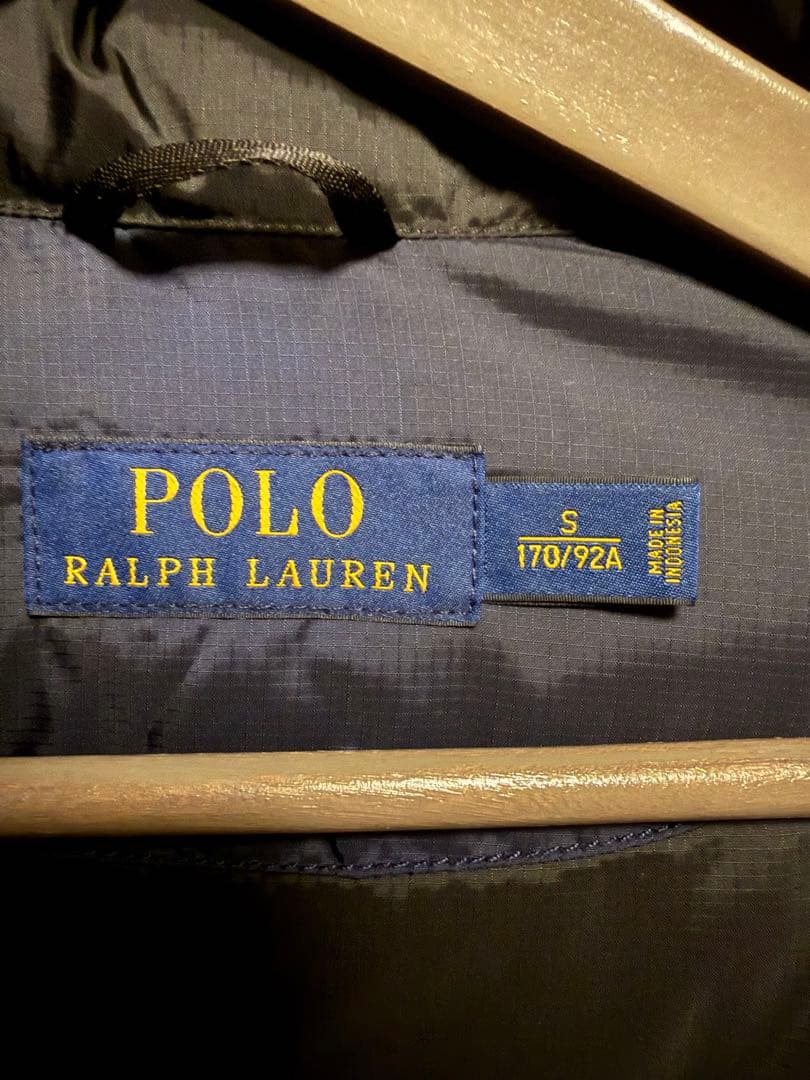 POLO
RALPH LAUREN
S
170/92A
MADE IN
INDONESIA